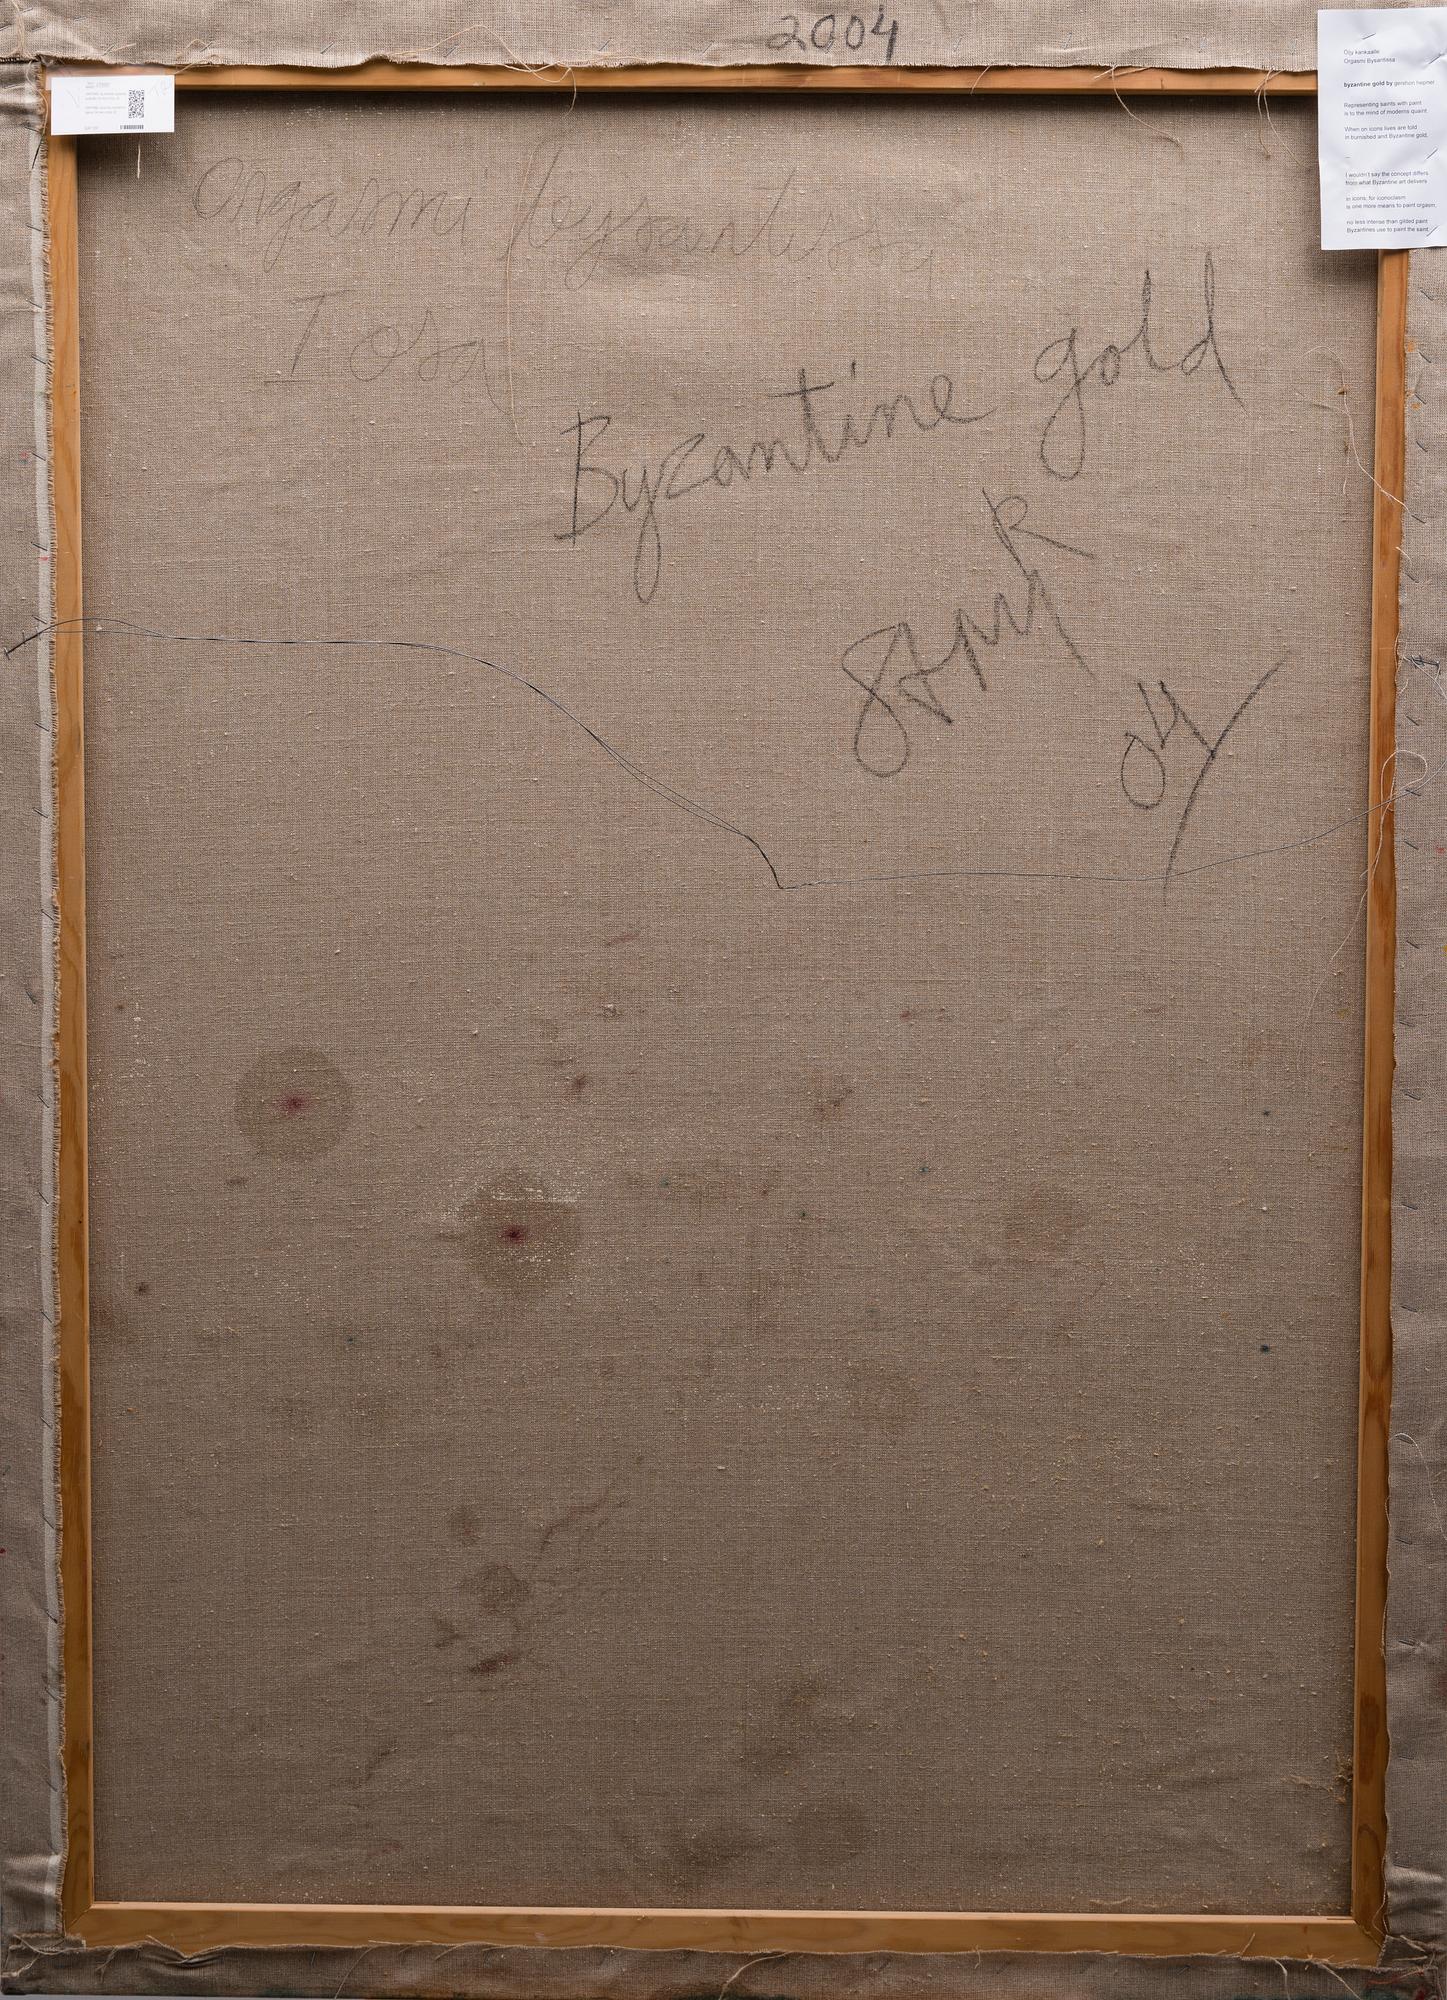 2004
Öljy kankaalle
Orgasmi Bysantissa
byzantine gold by gershon hepner
Representing saints with paint
is to the mind of moderns quaint.
When on icons lives are told
in burnished and Byzantine gold,
I wouldn't say the concept differs
from what Byzantine art delivers
in icons, for iconoclasm
is one more means to paint orgasm,
no less intense than gilded paint
Byzantines use to paint the saint.
Orgasmi bysantissa
I osa
Byzantine gold
04